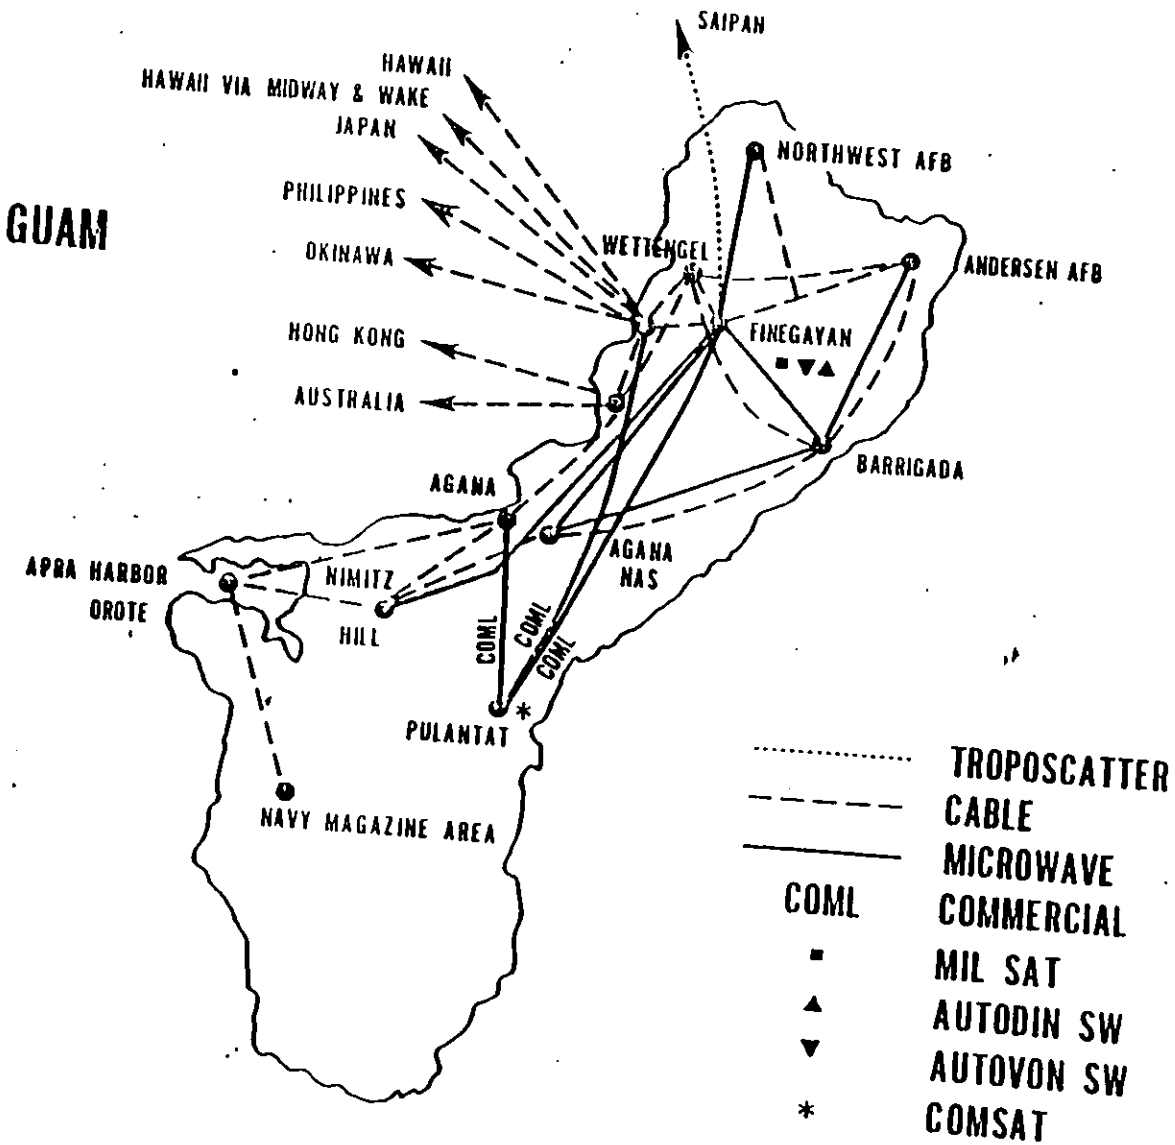 SAIPAN
HAWAII
HAWAII VIA MIDWAY & WAKE
JAPAN
NORTHWEST AFB
PHILIPPINES
GUAM
WETTENGEL
OKINAWA
ANDERSEN AFB
HONG KONG
FINEGAYAN
AUSTRALIA
BARRIGADA
AGANA
AGANA
NAS
APRA HARBOR
OROTE
NIMITZ
HILL
COML
COML
COML
PULANTAT *
NAVY MAGAZINE AREA
TROPOSCATTER
CABLE
MICROWAVE
COML COMMERCIAL
■ MIL SAT
▲ AUTODIN SW
▼ AUTOVON SW
* COMSAT